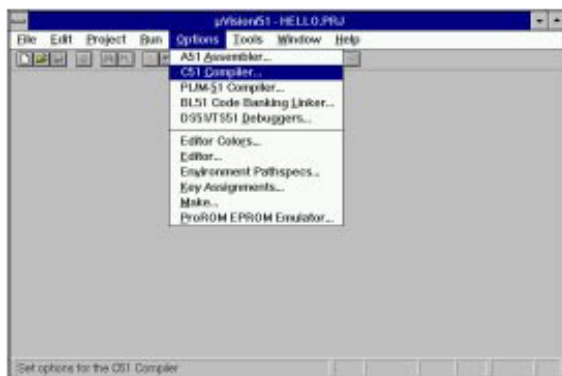 µVision/51 - HELLO.PRJ
File Edit Project Run Options Tools Window Help
A51 Assembler...
C51 Compiler...
PL/M-51 Compiler...
BL51 Code Banking Linker...
DS51/TS51 Debuggers...
Editor Colors...
Editor...
Environment Pathspecs...
Key Assignments...
Make...
ProROM EPROM Emulator...
Set options for the C51 Compiler